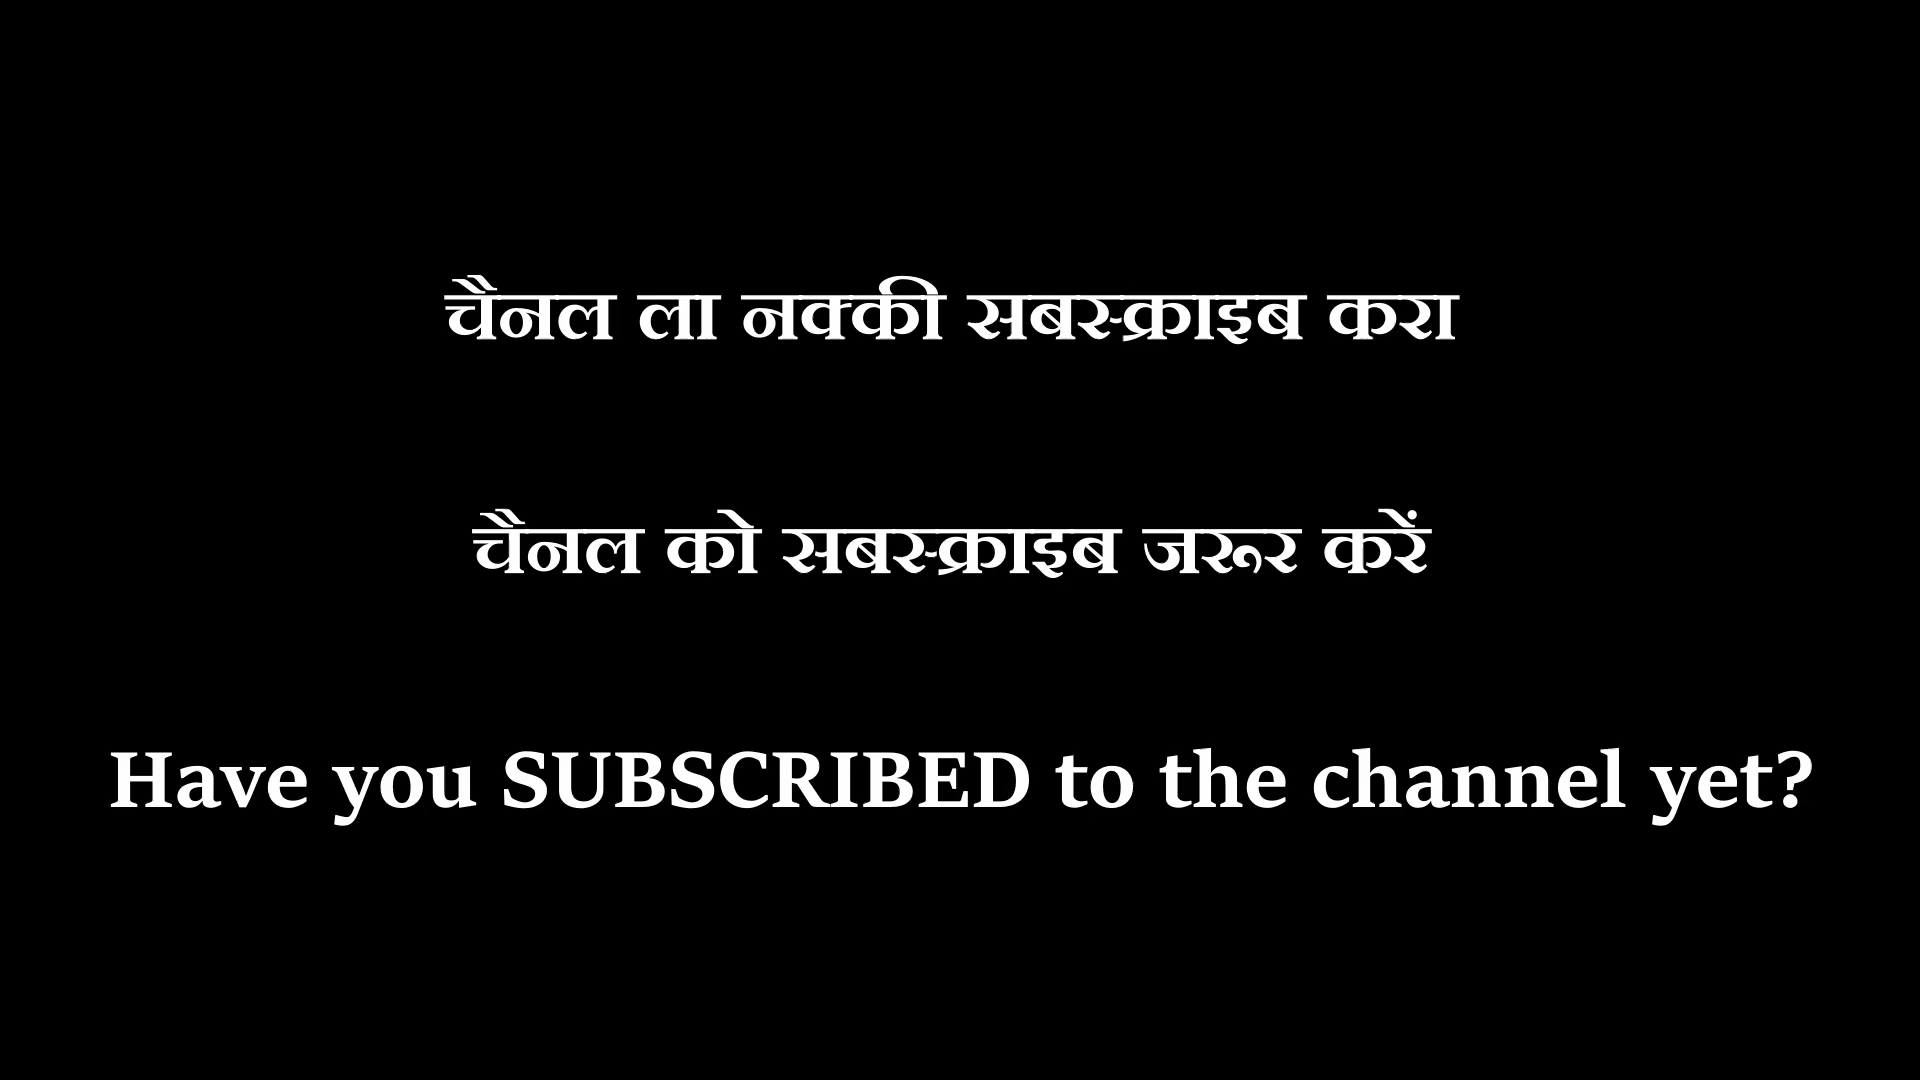 चैनल ला नक्की सबस्क्राइब करा
चैनल को सबस्क्राइब जरूर करें
Have you SUBSCRIBED to the channel yet?